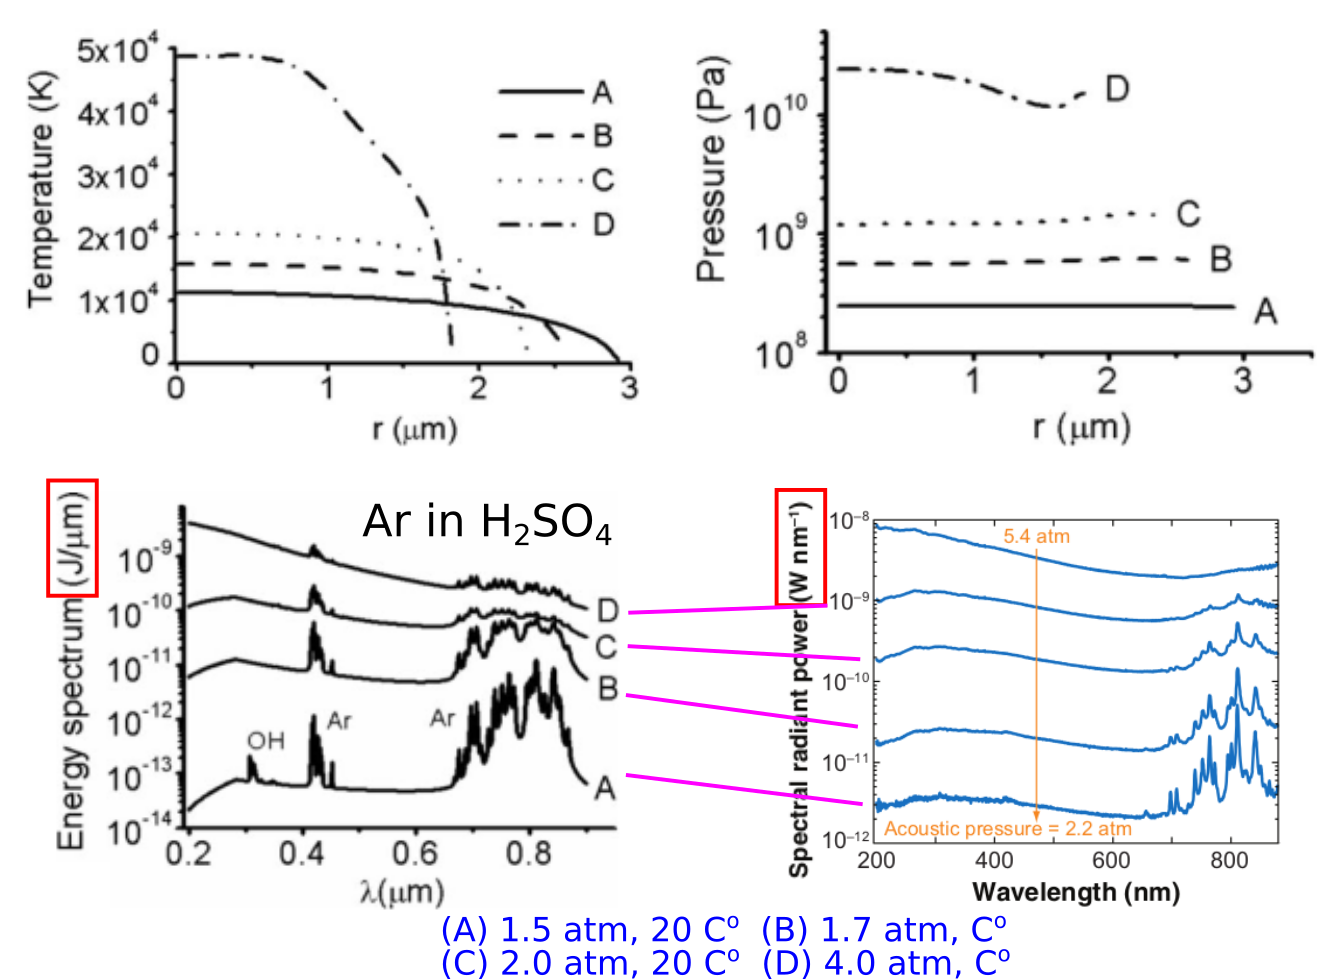 5x10⁴
4x10⁴
3x10⁴
2x10⁴
1x10⁴
0
Temperature (K)
A
B
C
D
0 1 2 3
r (μm)
Pressure (Pa)
10¹⁰
10⁹
10⁸
D
C
B
A
0 1 2 3
r (μm)
Energy spectrum (J/μm)
Ar in H₂SO₄
10⁻⁹
10⁻¹⁰
10⁻¹¹
10⁻¹²
10⁻¹³
10⁻¹⁴
OH
Ar
Ar
D
C
B
A
0.2 0.4 0.6 0.8
λ(μm)
Spectral radiant power (W nm⁻¹)
10⁻⁸
10⁻⁹
10⁻¹⁰
10⁻¹¹
10⁻¹²
5.4 atm
Acoustic pressure = 2.2 atm
200 400 600 800
Wavelength (nm)
(A) 1.5 atm, 20 Cº (B) 1.7 atm, Cº
(C) 2.0 atm, 20 Cº (D) 4.0 atm, Cº